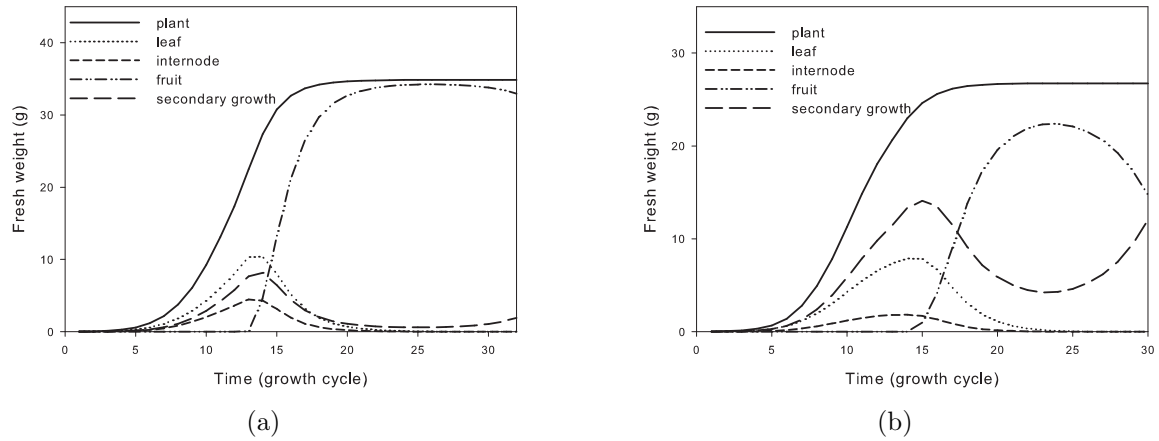 plant
leaf
internode
fruit
secondary growth
Fresh weight (g)
40
30
20
10
0
0 5 10 15 20 25 30
Time (growth cycle)
(a)
plant
leaf
internode
fruit
secondary growth
Fresh weight (g)
30
20
10
0
0 5 10 15 20 25 30
Time (growth cycle)
(b)